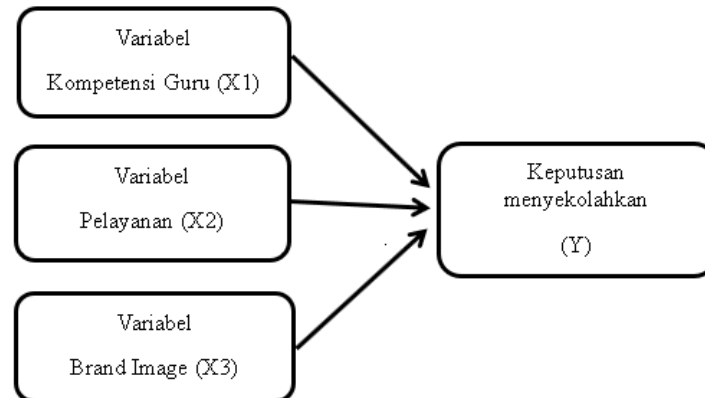 Variabel
Kompetensi Guru (X1)
Variabel
Pelayanan (X2)
Variabel
Brand Image (X3)
Keputusan
menyekolahkan
(Y)